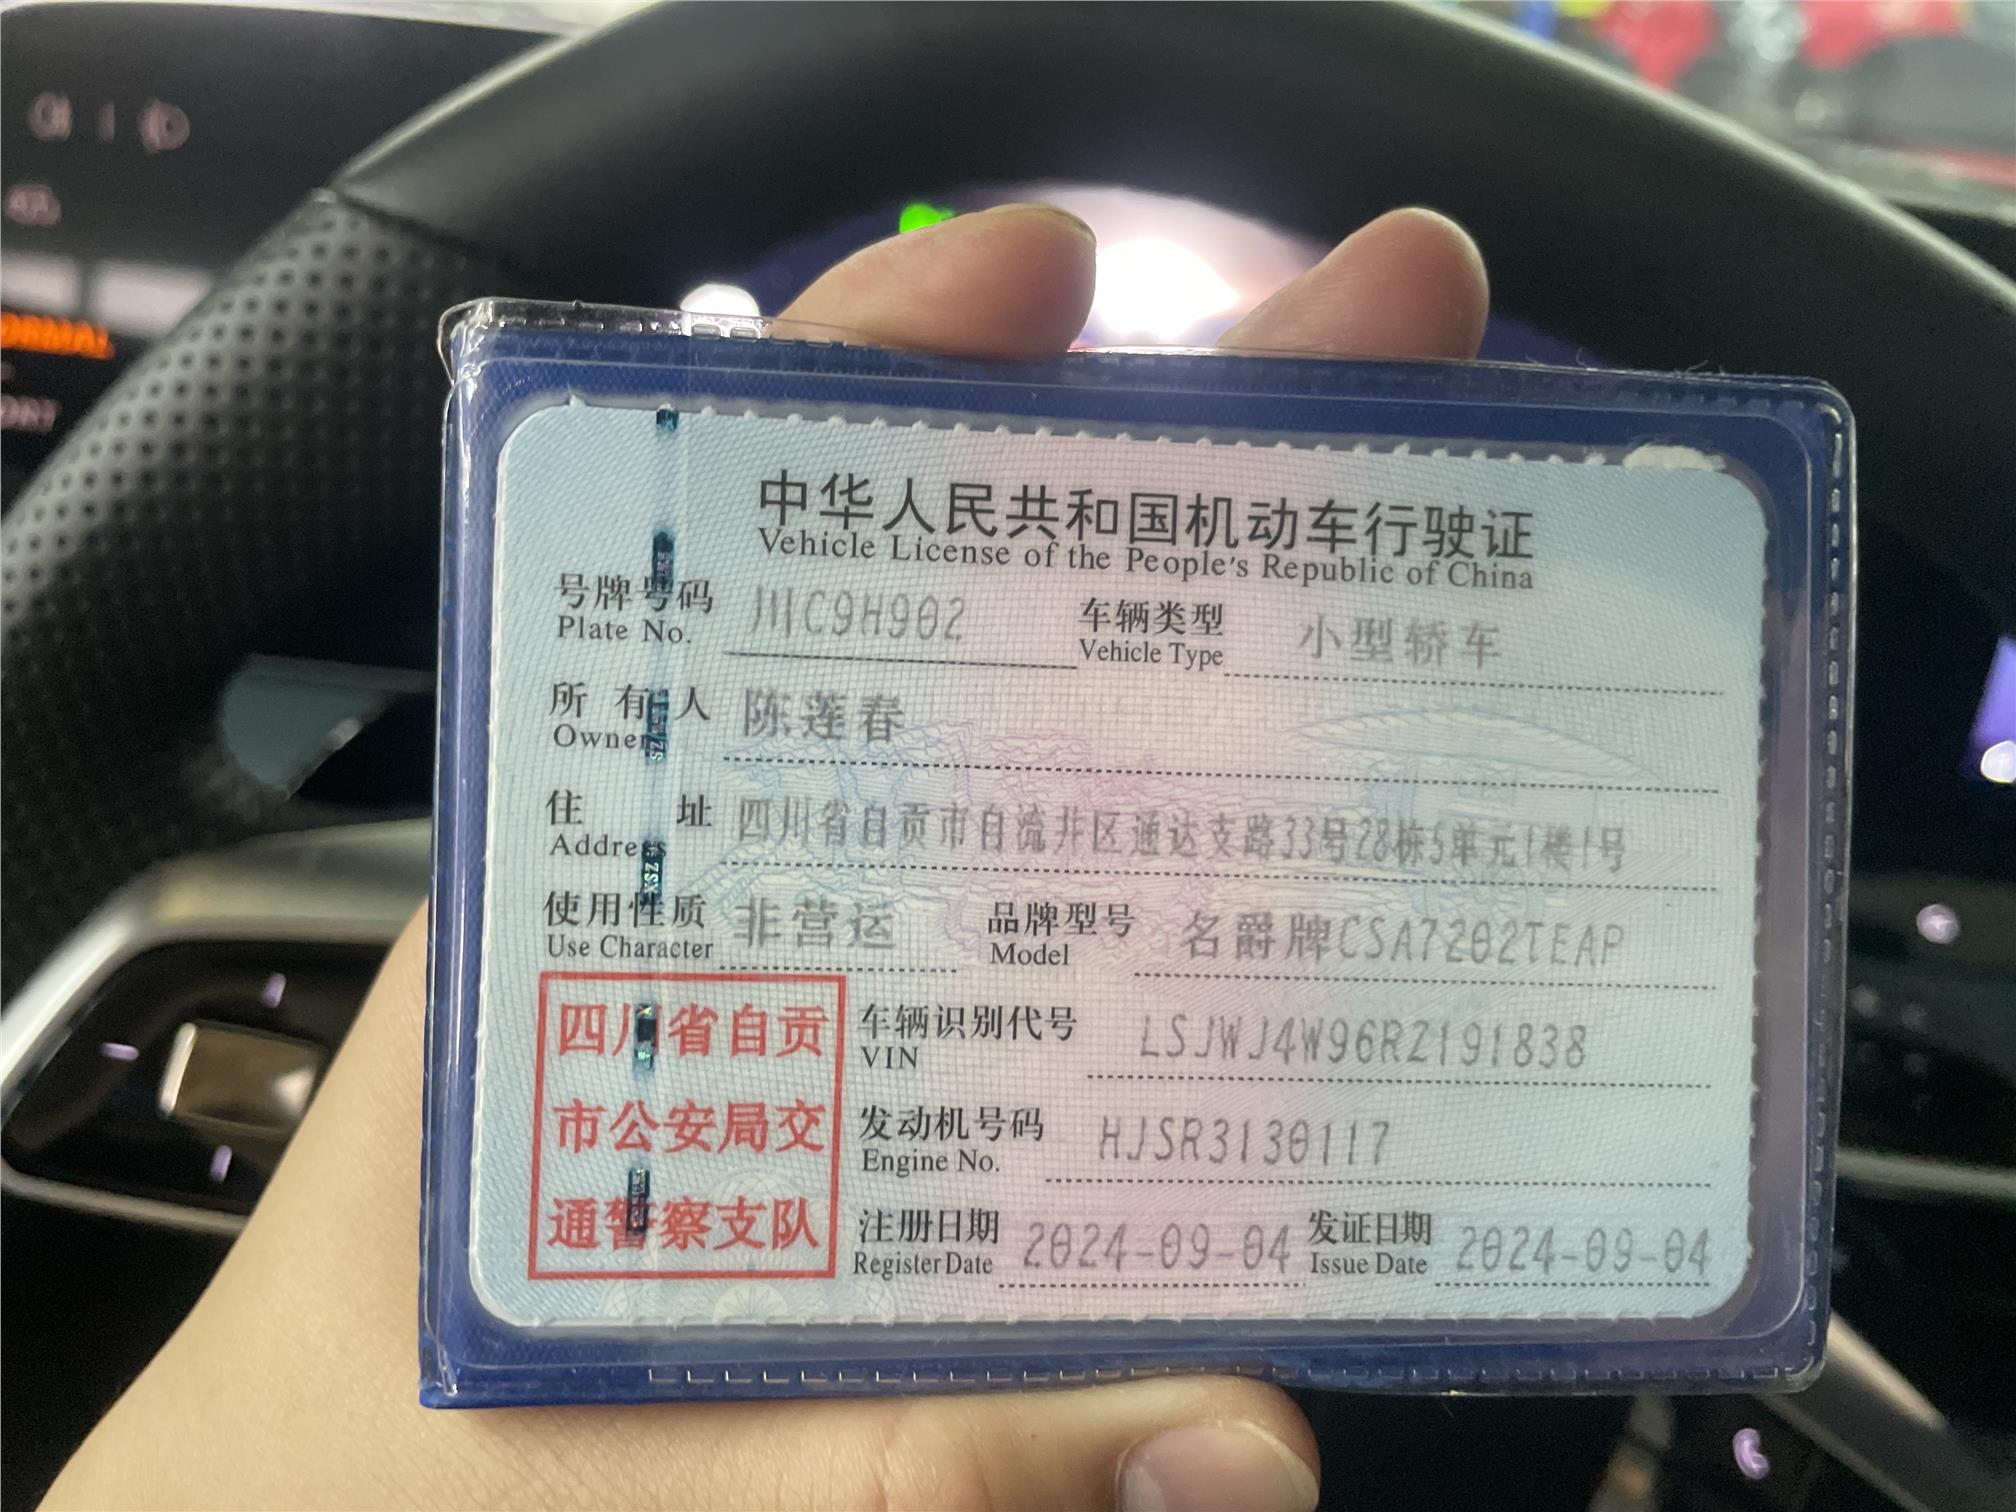 中华人民共和国机动车行驶证
Vehicle License of the People's Republic of China
号牌号码 川C9H902 车辆类型 小型轿车
Plate No. Vehicle Type
所有人 陈莲春
Owner
住址 四川省自贡市自流井区通达支路33号28栋5单元1楼1号
Address
使用性质 非营运 品牌型号 名爵牌CSA7202TEAP
Use Character Model
四川省自贡
市公安局交
通警察支队
车辆识别代号 LSJWJ4W96RZ191838
VIN
发动机号码 HJSR3130117
Engine No.
注册日期 2024-09-04 发证日期 2024-09-04
Register Date Issue Date